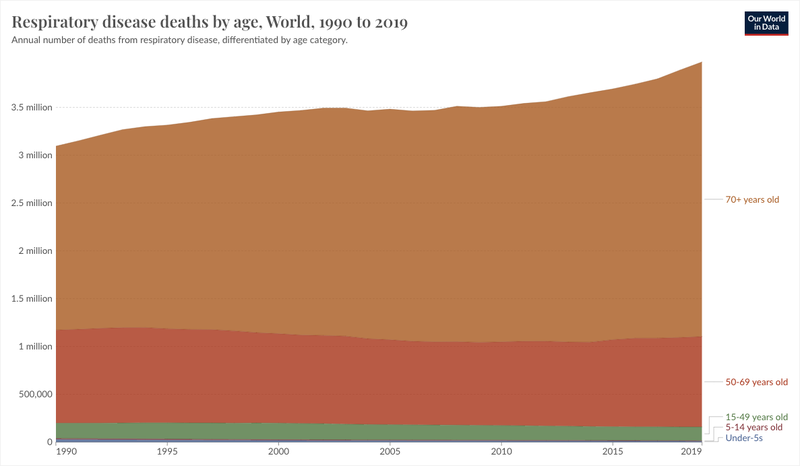 Respiratory disease deaths by age, World, 1990 to 2019
Annual number of deaths from respiratory disease, differentiated by age category.
Our World
in Data
3.5 million
3 million
2.5 million
2 million
1.5 million
1 million
500,000
0
1990
1995
2000
2005
2010
2015
2019
70+ years old
50-69 years old
15-49 years old
5-14 years old
Under-5s